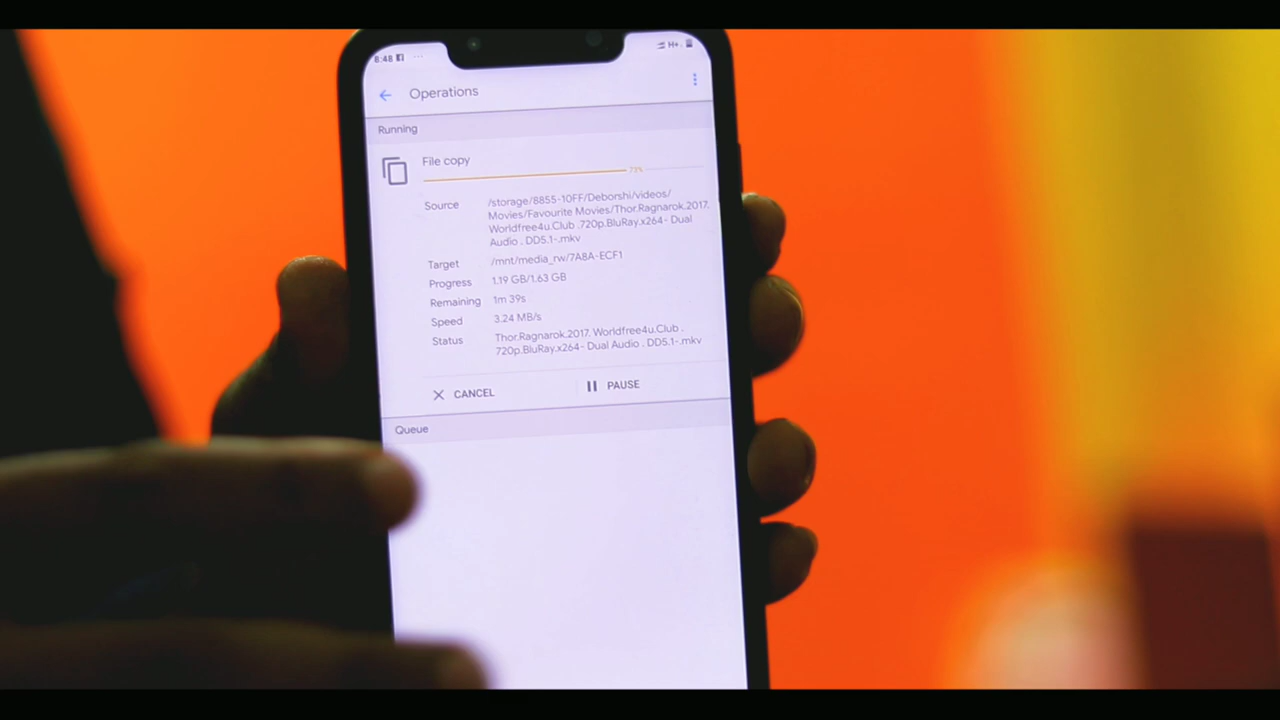 8:48
H+
Operations
Running
File copy
73%
Source /storage/8855-10FF/Deborshi/videos/
Movies/Favourite Movies/Thor.Ragnarok.2017.
Worldfree4u.Club .720p.BluRay.x264- Dual
Audio . DD5.1-.mkv
Target /mnt/media_rw/7A8A-ECF1
Progress 1.19 GB/1.63 GB
Remaining 1m 39s
Speed 3.24 MB/s
Status Thor.Ragnarok.2017. Worldfree4u.Club .
720p.BluRay.x264- Dual Audio . DD5.1-.mkv
CANCEL PAUSE
Queue